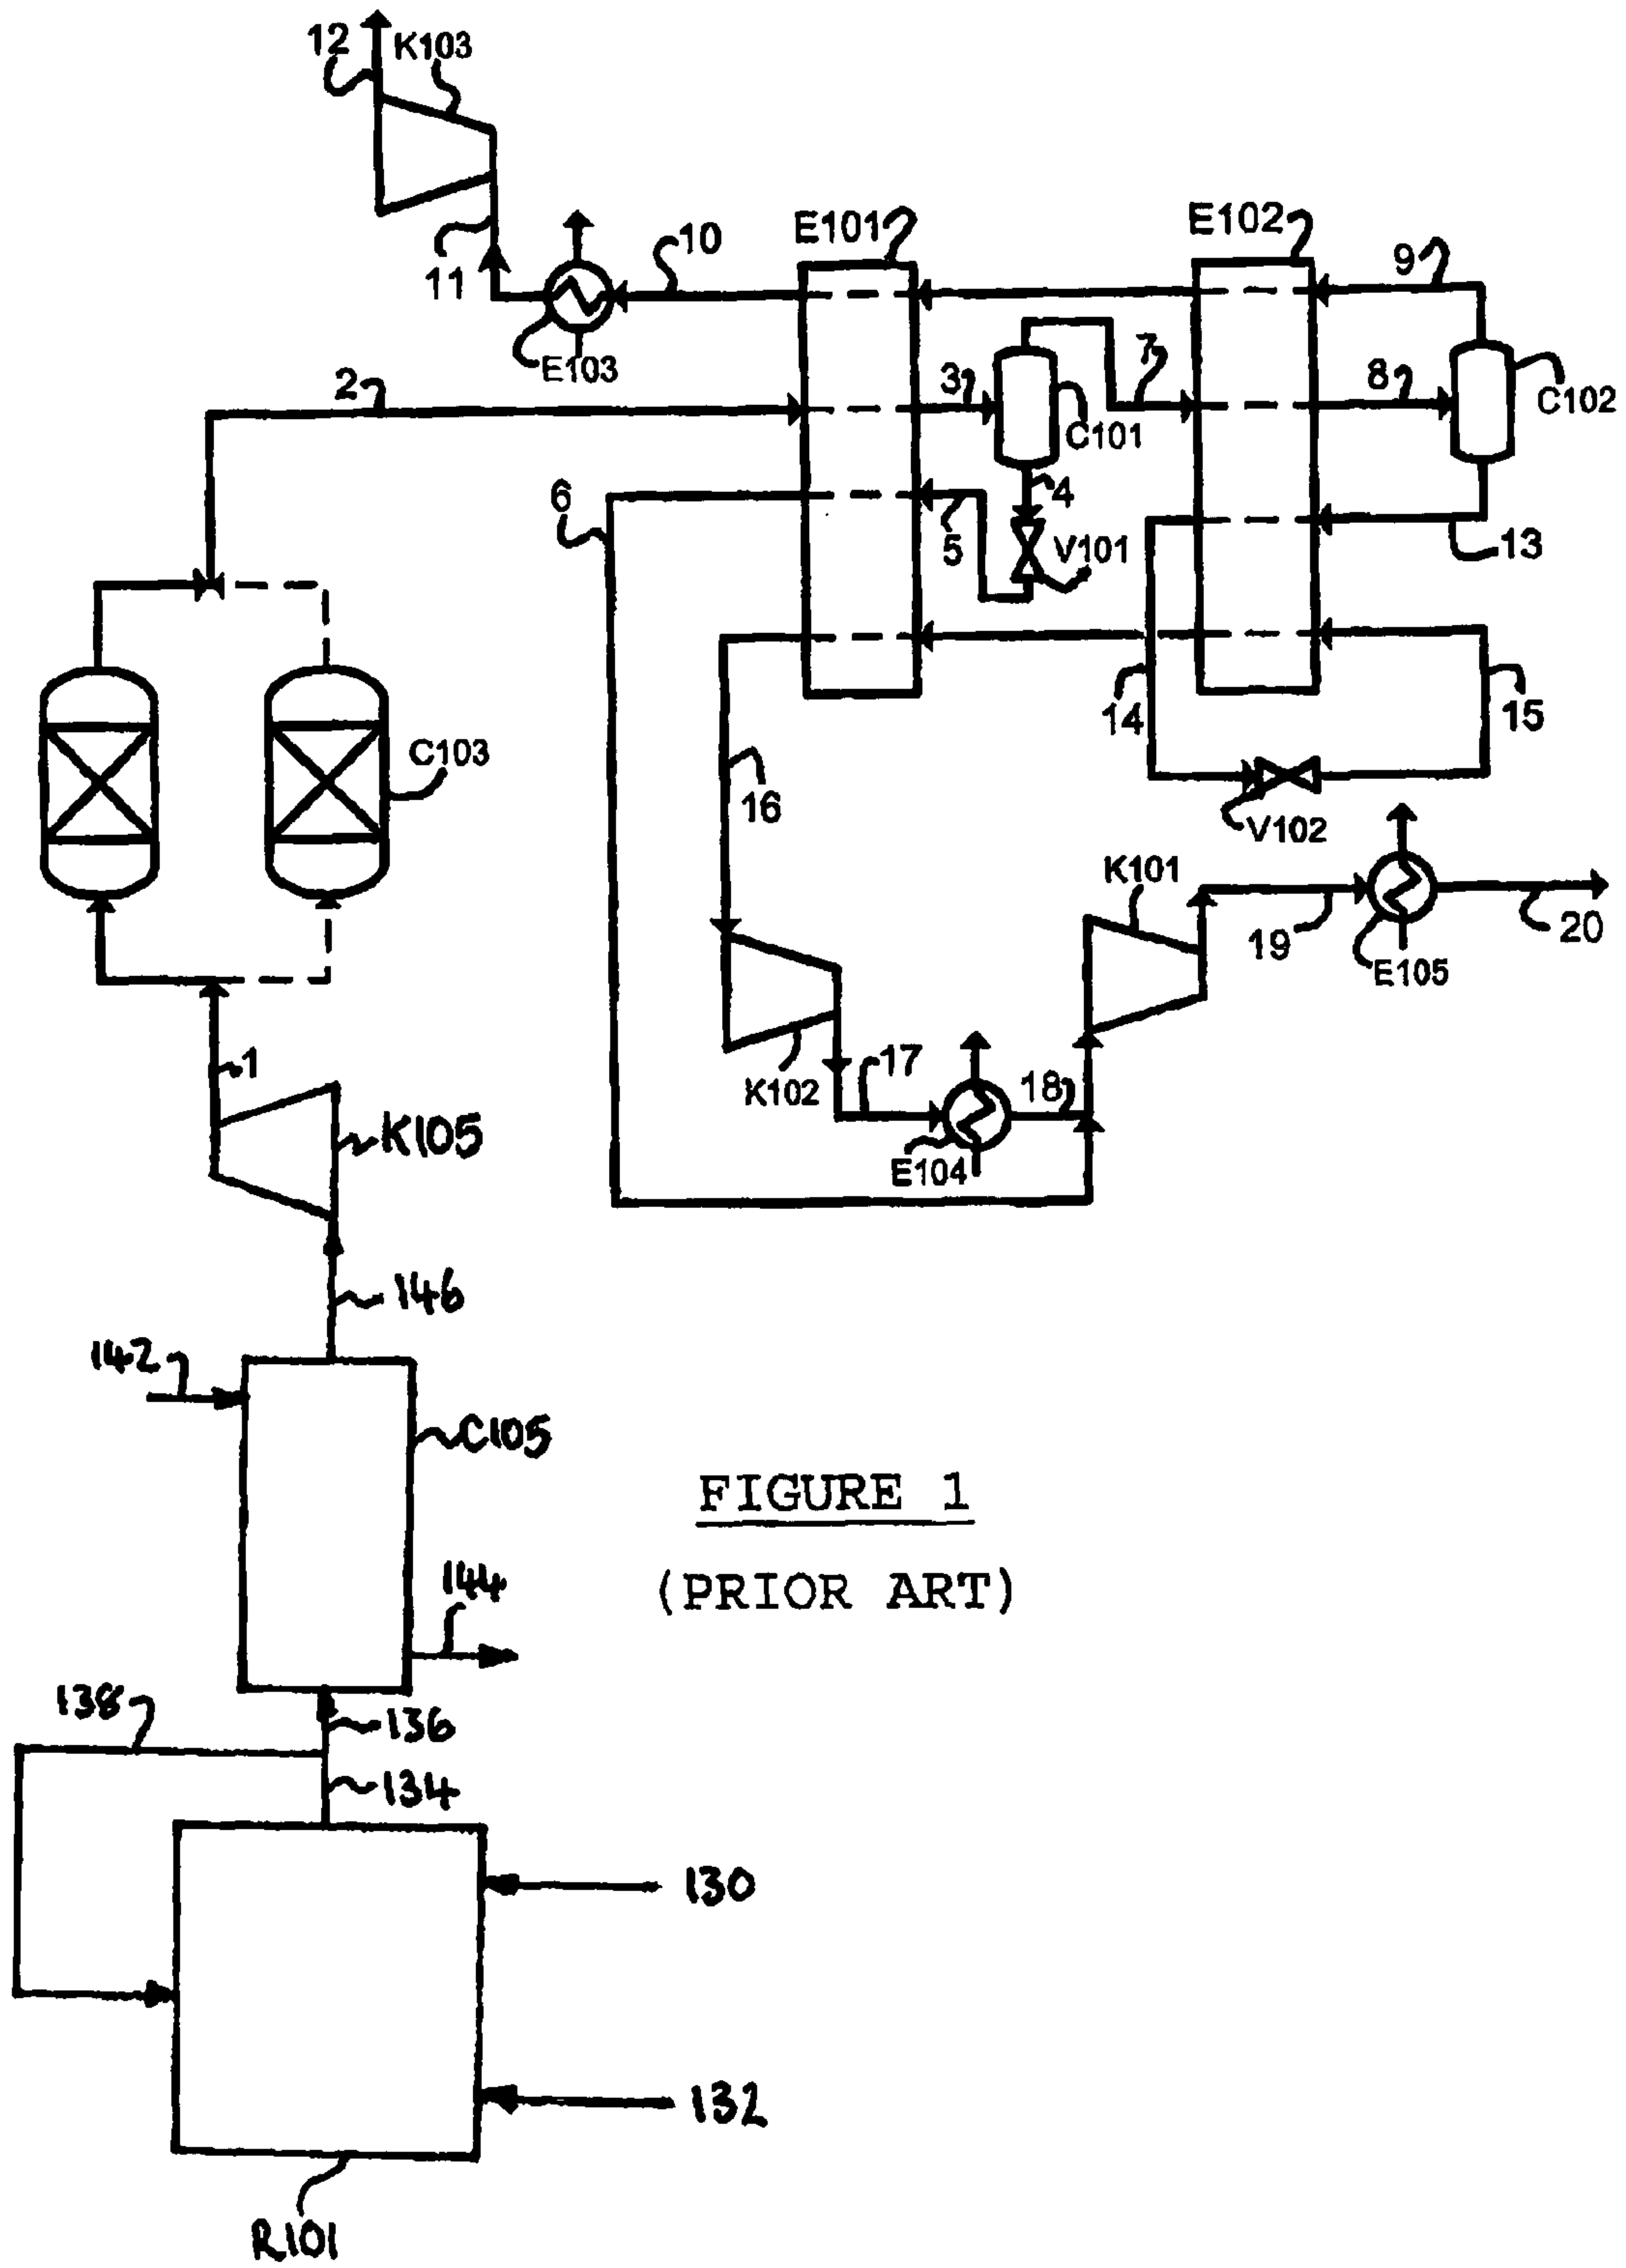 12
K103
11
10
E103
E101
E102
9
2
3
7
8
C101
C102
4
6
5
V101
13
14
15
C103
16
V102
K101
19
20
E105
1
K102
17
18
E104
K105
146
142
C105
FIGURE 1
(PRIOR ART)
144
138
136
134
130
132
R101